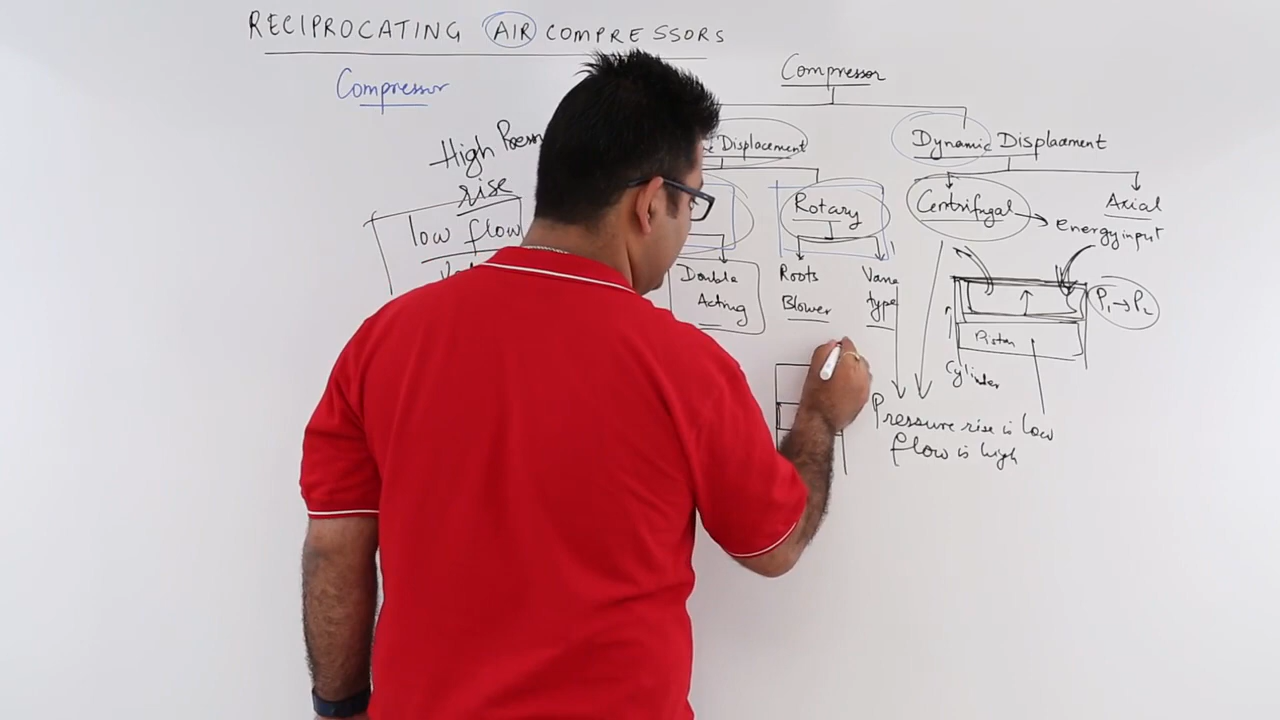 RECIPROCATING AIR COMPRESSORS
Compressor
Compressor
High
rise
low flow
Displacement
Dynamic Displaament
Rotary
Centrifugal
Axial
Energy input
Double
Acting
Roots
Blower
Vane
type
P₁→P₂
Piston
Cylinder
Pressure rise is low
flow is high